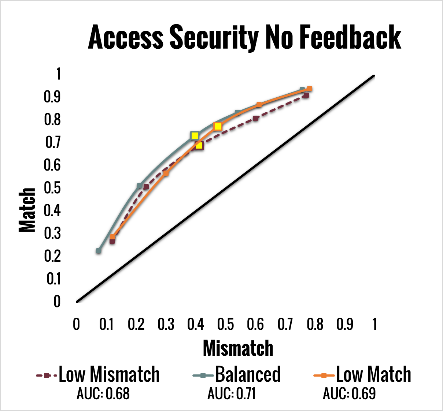 Access Security No Feedback
Match
1
0.9
0.8
0.7
0.6
0.5
0.4
0.3
0.2
0.1
0
0 0.1 0.2 0.3 0.4 0.5 0.6 0.7 0.8 0.9 1
Mismatch
Low Mismatch Balanced Low Match
AUC: 0.68 AUC: 0.71 AUC: 0.69